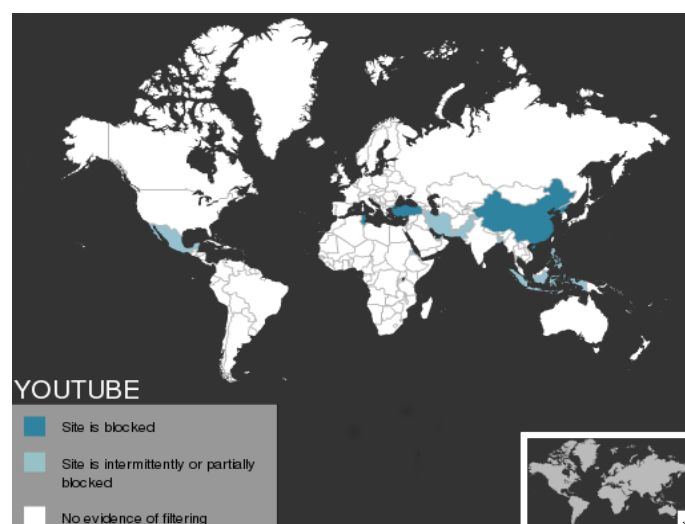 YOUTUBE
Site is blocked
Site is intermittently or partially
blocked
No evidence of filtering